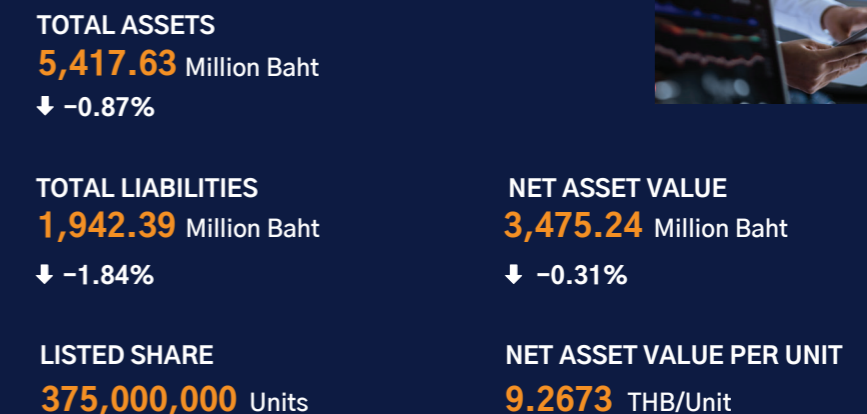 TOTAL ASSETS
5,417.63 Million Baht
-0.87%
TOTAL LIABILITIES
1,942.39 Million Baht
-1.84%
NET ASSET VALUE
3,475.24 Million Baht
-0.31%
LISTED SHARE
375,000,000 Units
NET ASSET VALUE PER UNIT
9.2673 THB/Unit